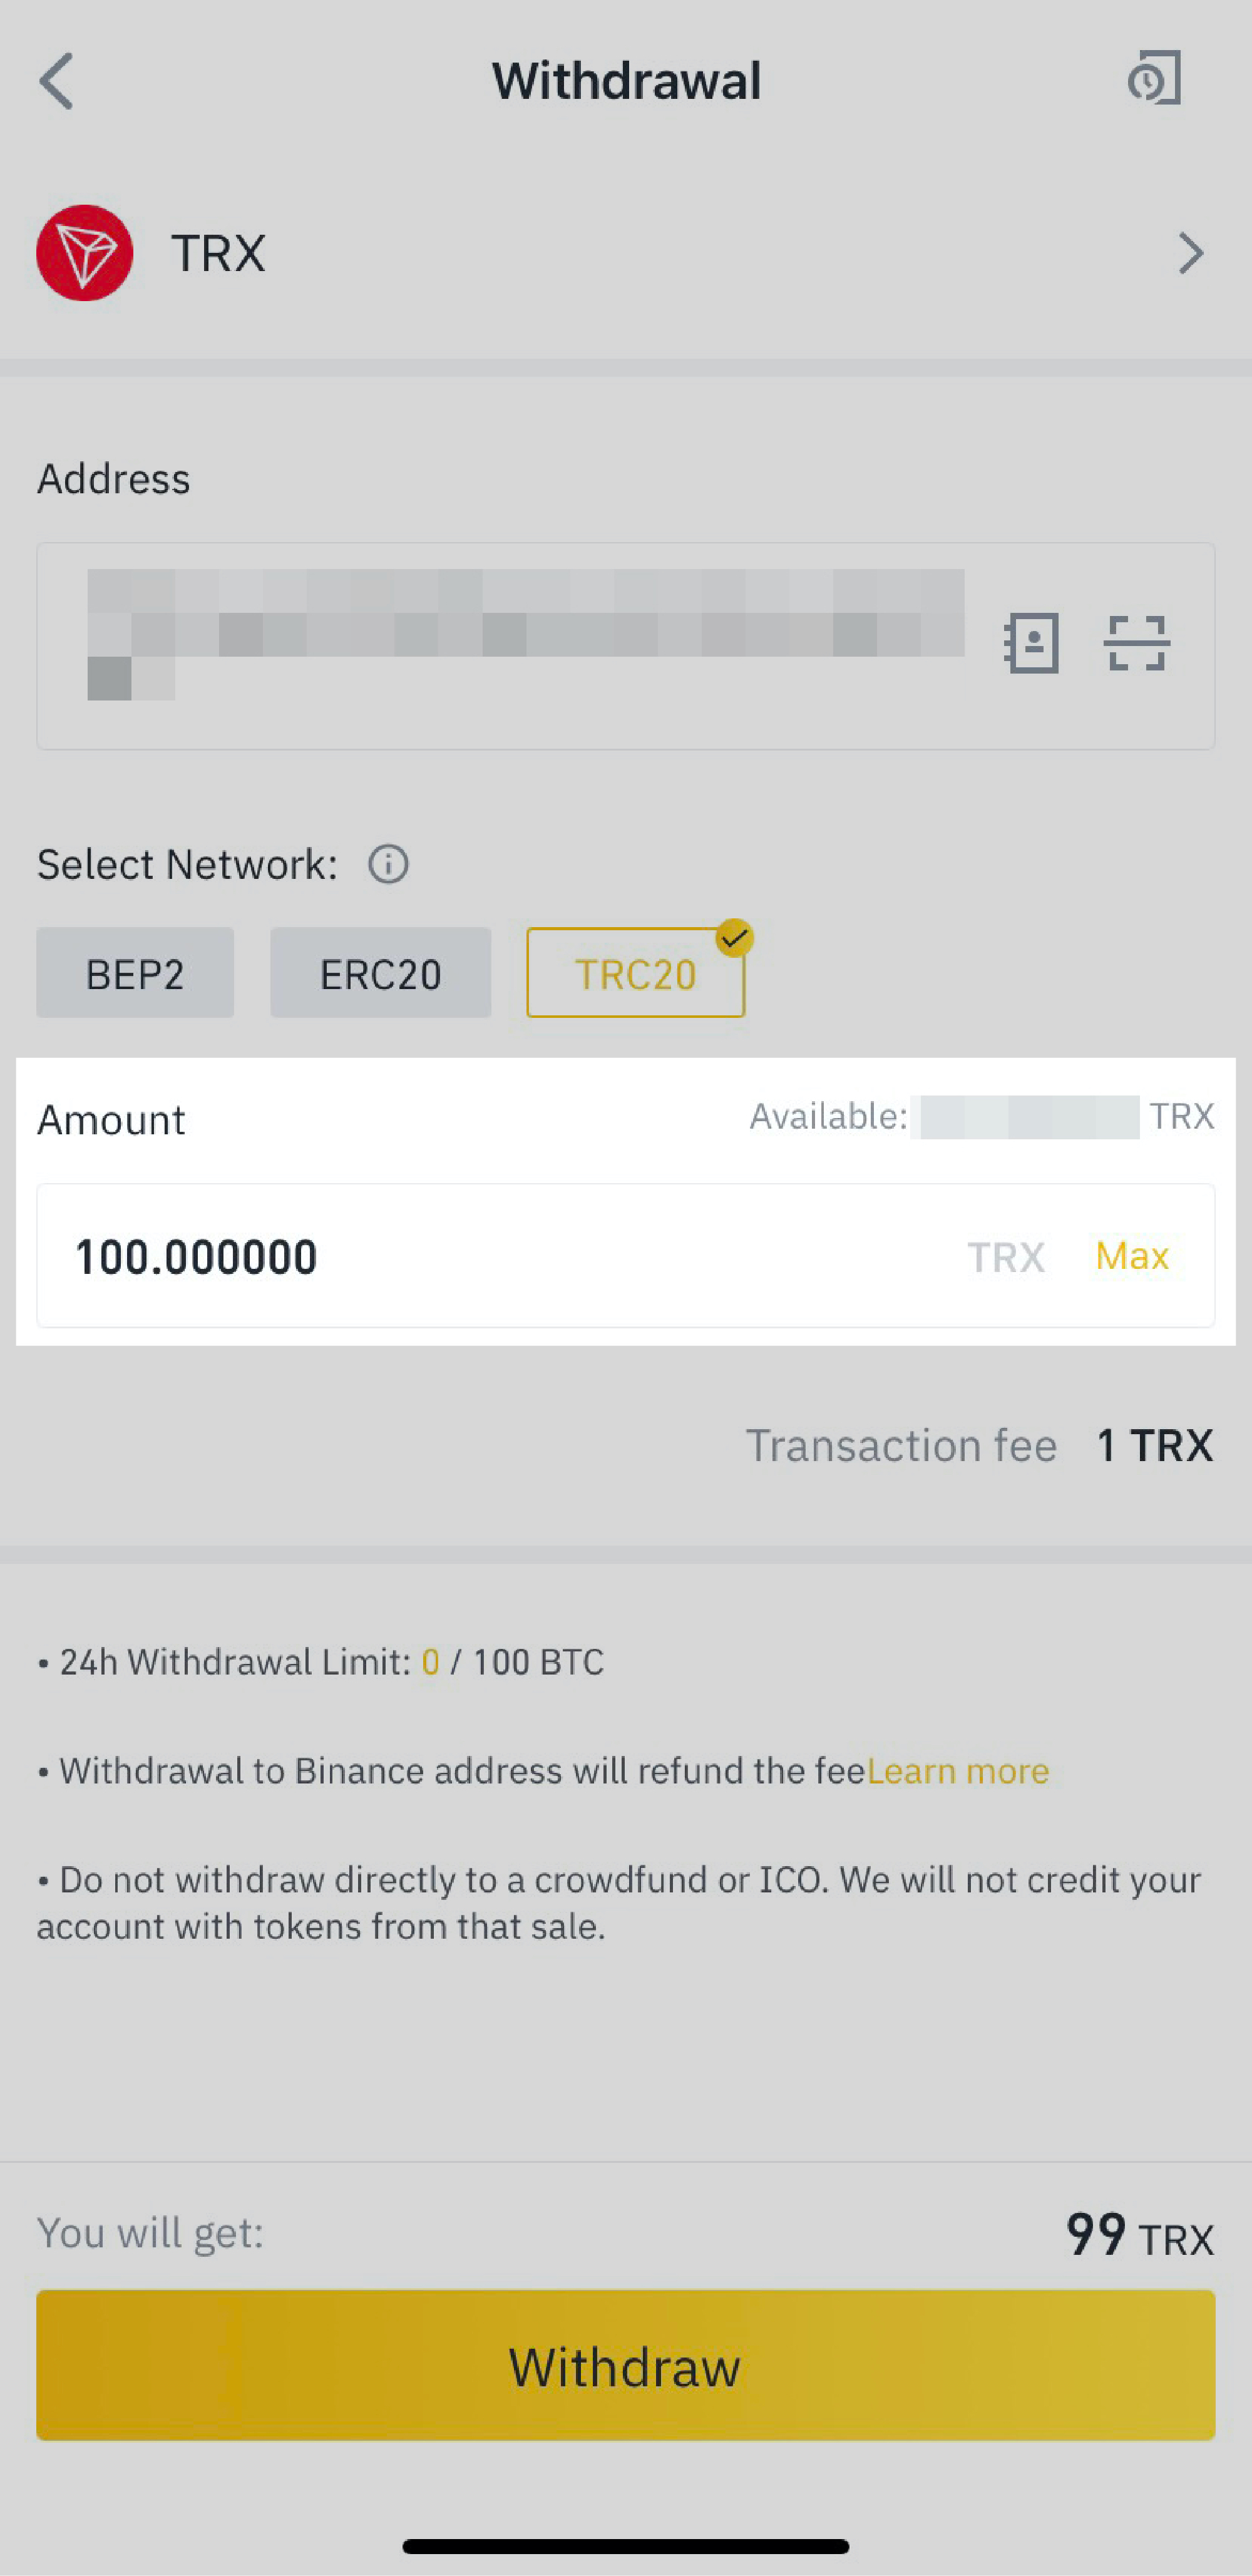 Withdrawal
TRX
Address
Select Network:
BEP2 ERC20 TRC20
Amount Available: TRX
100.000000 TRX Max
Transaction fee 1 TRX
• 24h Withdrawal Limit: 0 / 100 BTC
• Withdrawal to Binance address will refund the feeLearn more
• Do not withdraw directly to a crowdfund or ICO. We will not credit your
account with tokens from that sale.
You will get: 99 TRX
Withdraw